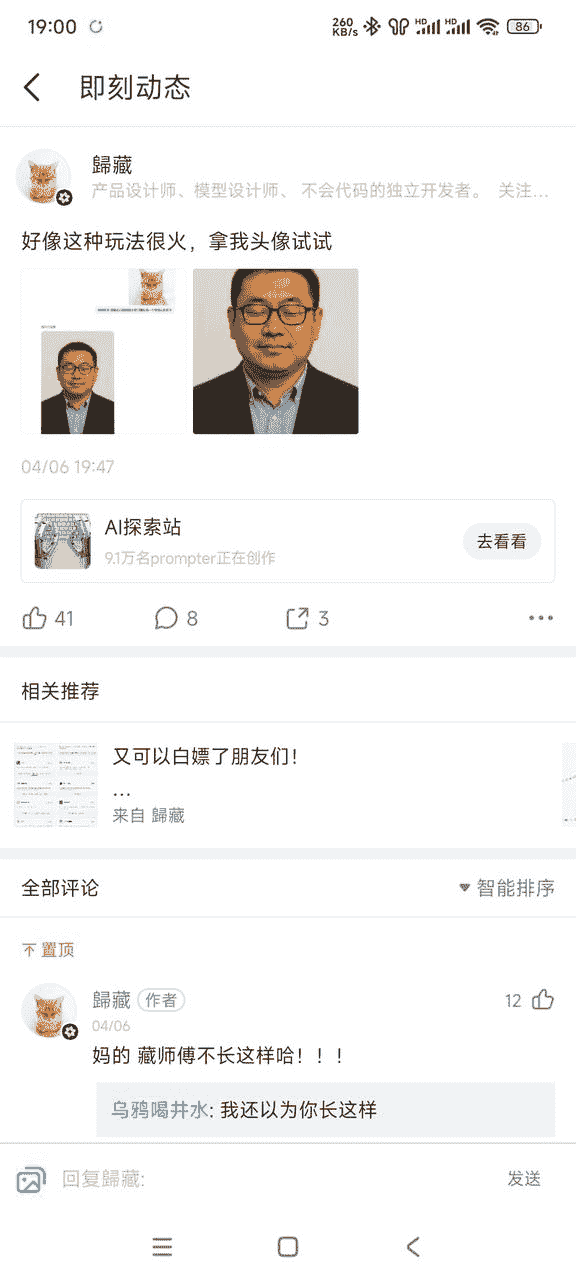 19:00
260 KB/s HD HD 86
即刻动态
歸藏
产品设计师、模型设计师、 不会代码的独立开发者。 关注...
好像这种玩法很火，拿我头像试试
04/06 19:47
AI探索站
9.1万名prompter正在创作
去看看
41
8
3
相关推荐
又可以白嫖了朋友们！
...
来自 歸藏
全部评论
智能排序
置顶
歸藏 作者
12
04/06
妈的 藏师傅不长这样哈！！！
乌鸦喝井水: 我还以为你长这样
回复歸藏:
发送